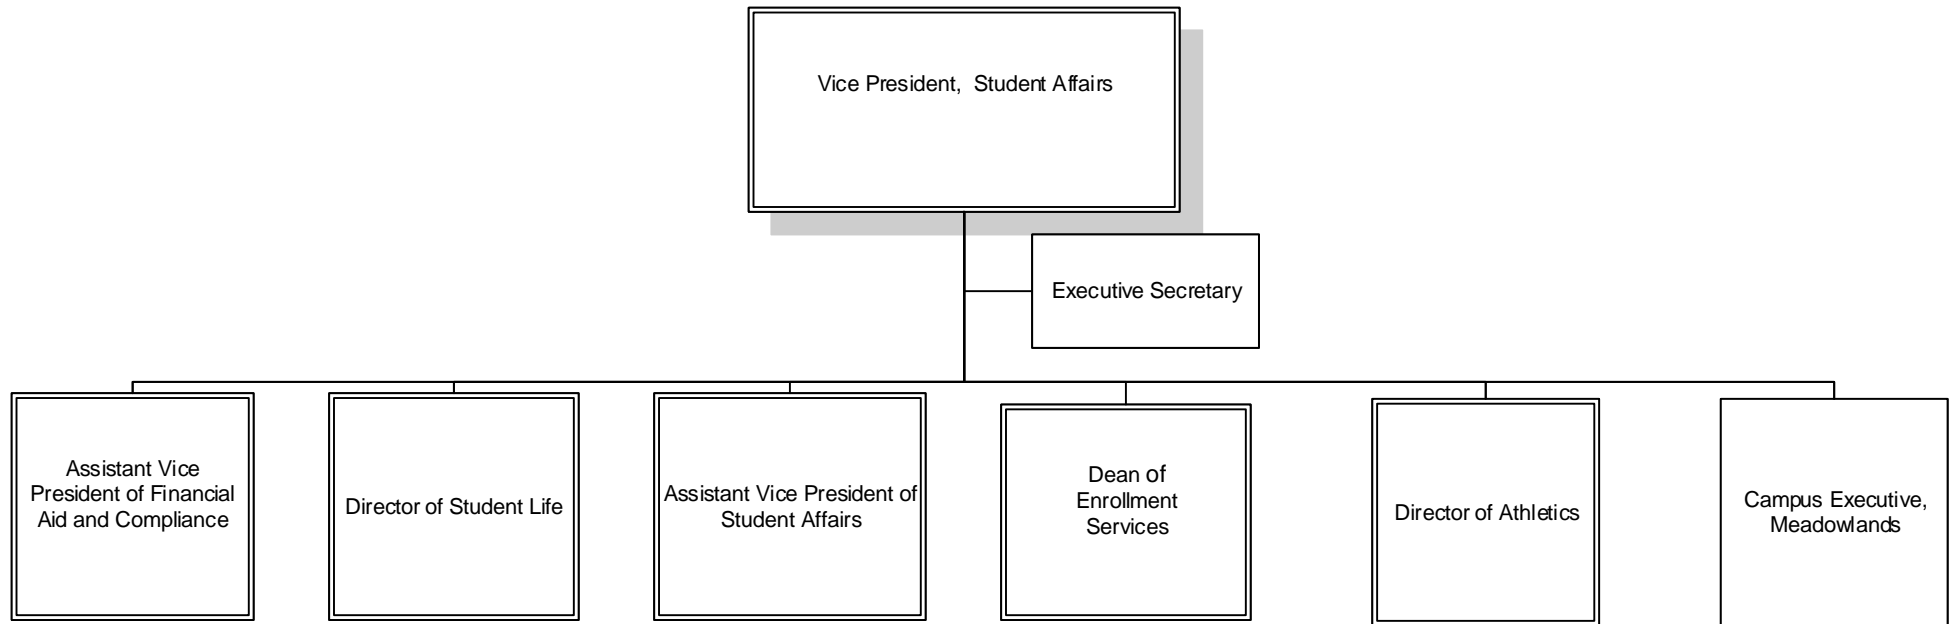 Vice President, Student Affairs
Executive Secretary
Assistant Vice
President of Financial
Aid and Compliance
Director of Student Life
Assistant Vice President of
Student Affairs
Dean of
Enrollment
Services
Director of Athletics
Campus Executive,
Meadowlands